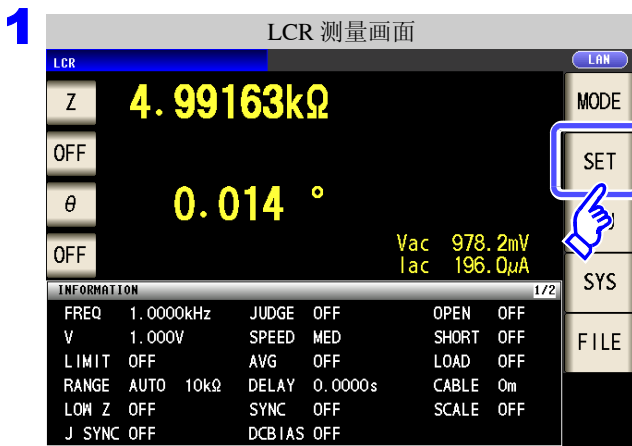 1
LCR 测量画面
LCR
LAN
Z 4.99163kΩ
MODE
OFF
SET
θ 0.014 °
OFF
Vac 978.2mV
Iac 196.0μA
SYS
INFORMATION 1/2
FILE
FREQ 1.0000kHz JUDGE OFF OPEN OFF
V 1.000V SPEED MED SHORT OFF
LIMIT OFF AVG OFF LOAD OFF
RANGE AUTO 10kΩ DELAY 0.0000s CABLE 0m
LOW Z OFF SYNC OFF SCALE OFF
J SYNC OFF DCBIAS OFF